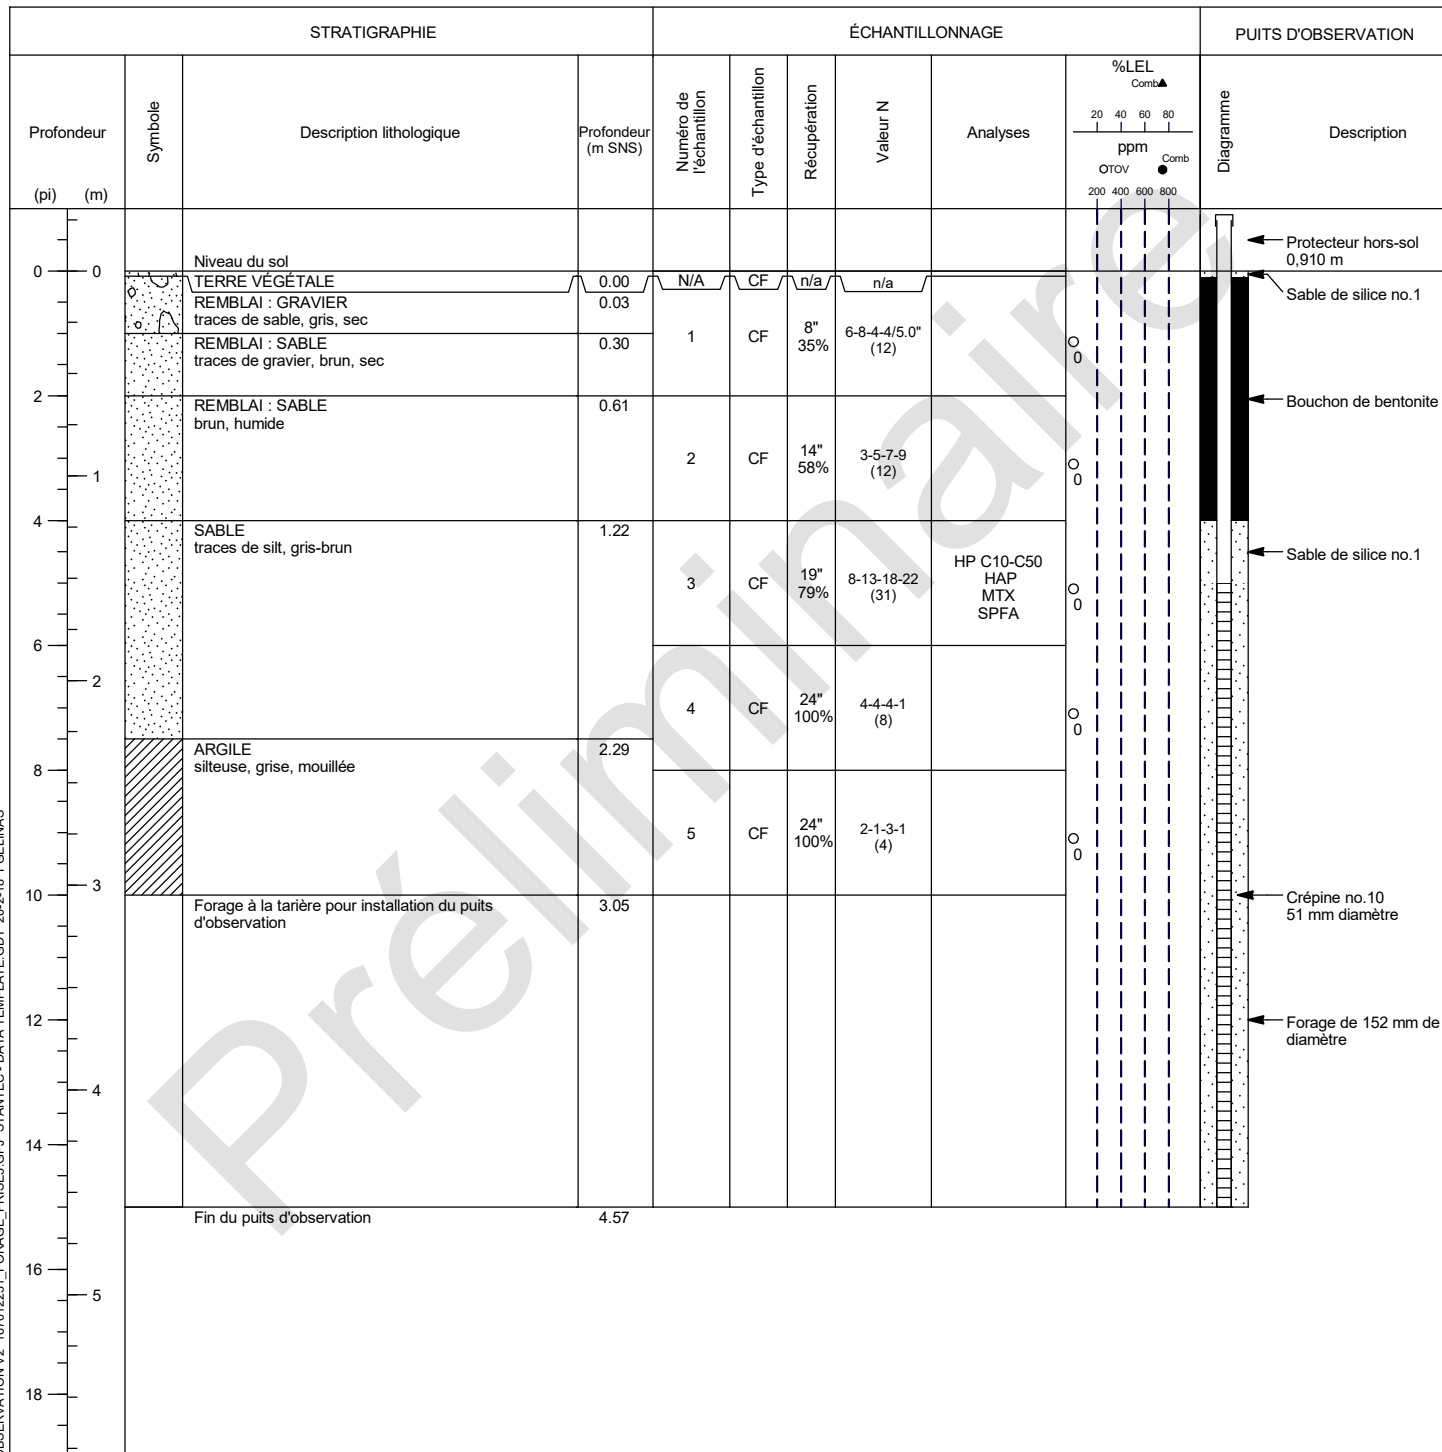 STRATIGRAPHIE
ÉCHANTILLONNAGE
PUITS D'OBSERVATION
Profondeur
(pi)
(m)
Symbole
Description lithologique
Profondeur
(m SNS)
Numéro de
l'échantillon
Type d'échantillon
Récupération
Valeur N
Analyses
%LEL
Comb
20 40 60 80
ppm
TOV
Comb
200 400 600 800
Diagramme
Description
Niveau du sol
0
0
TERRE VÉGÉTALE
0.00
N/A
CF
n/a
n/a
REMBLAI : GRAVIER
traces de sable, gris, sec
0.03
REMBLAI : SABLE
traces de gravier, brun, sec
0.30
1
CF
8"
35%
6-8-4-4/5.0"
(12)
0
2
REMBLAI : SABLE
brun, humide
0.61
2
CF
14"
58%
3-5-7-9
(12)
0
1
4
SABLE
traces de silt, gris-brun
1.22
3
CF
19"
79%
8-13-18-22
(31)
HP C10-C50
HAP
MTX
SPFA
0
6
2
4
CF
24"
100%
4-4-4-1
(8)
0
ARGILE
silteuse, grise, mouillée
2.29
8
5
CF
24"
100%
2-1-3-1
(4)
0
3
10
Forage à la tarière pour installation du puits
d'observation
3.05
12
4
14
Fin du puits d'observation
4.57
16
5
18
Protecteur hors-sol
0,910 m
Sable de silice no.1
Bouchon de bentonite
Sable de silice no.1
Crépine no.10
51 mm diamètre
Forage de 152 mm de
diamètre
Préliminaire